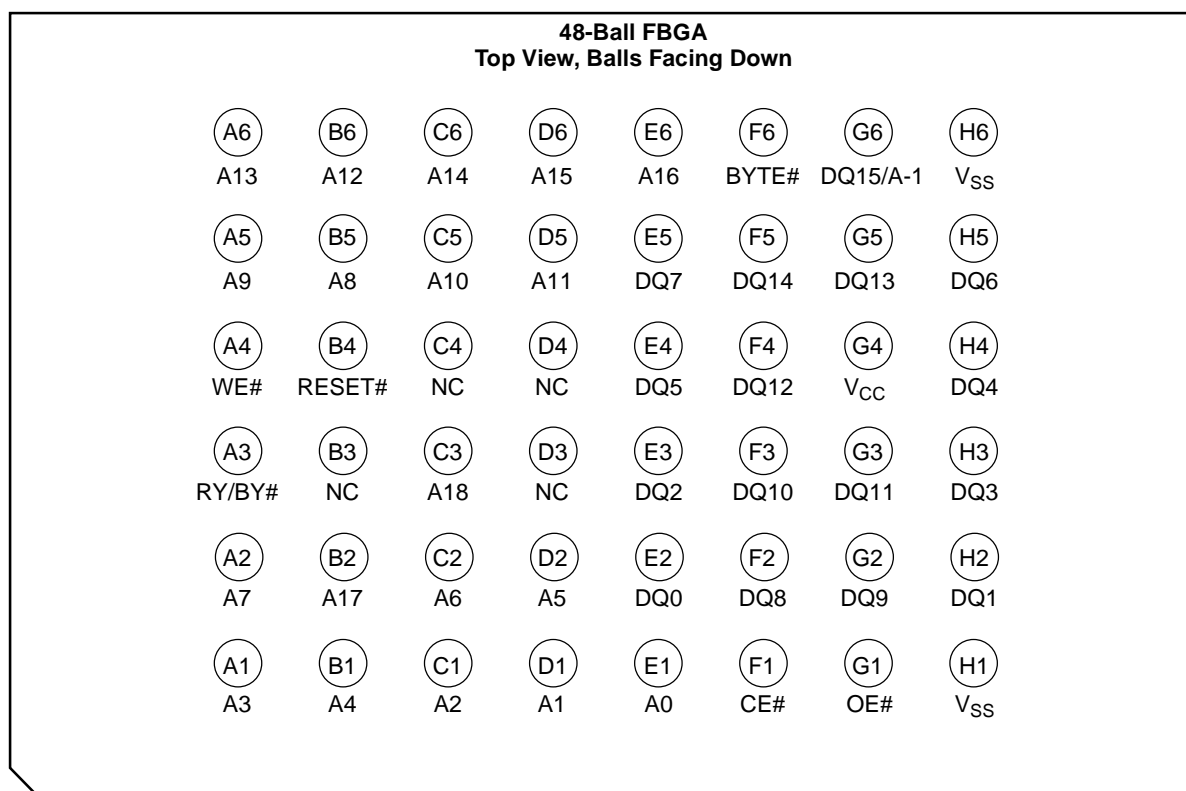 48-Ball FBGA
Top View, Balls Facing Down
A6 B6 C6 D6 E6 F6 G6 H6
A13 A12 A14 A15 A16 BYTE# DQ15/A-1 VSS
A5 B5 C5 D5 E5 F5 G5 H5
A9 A8 A10 A11 DQ7 DQ14 DQ13 DQ6
A4 B4 C4 D4 E4 F4 G4 H4
WE# RESET# NC NC DQ5 DQ12 VCC DQ4
A3 B3 C3 D3 E3 F3 G3 H3
RY/BY# NC A18 NC DQ2 DQ10 DQ11 DQ3
A2 B2 C2 D2 E2 F2 G2 H2
A7 A17 A6 A5 DQ0 DQ8 DQ9 DQ1
A1 B1 C1 D1 E1 F1 G1 H1
A3 A4 A2 A1 A0 CE# OE# VSS